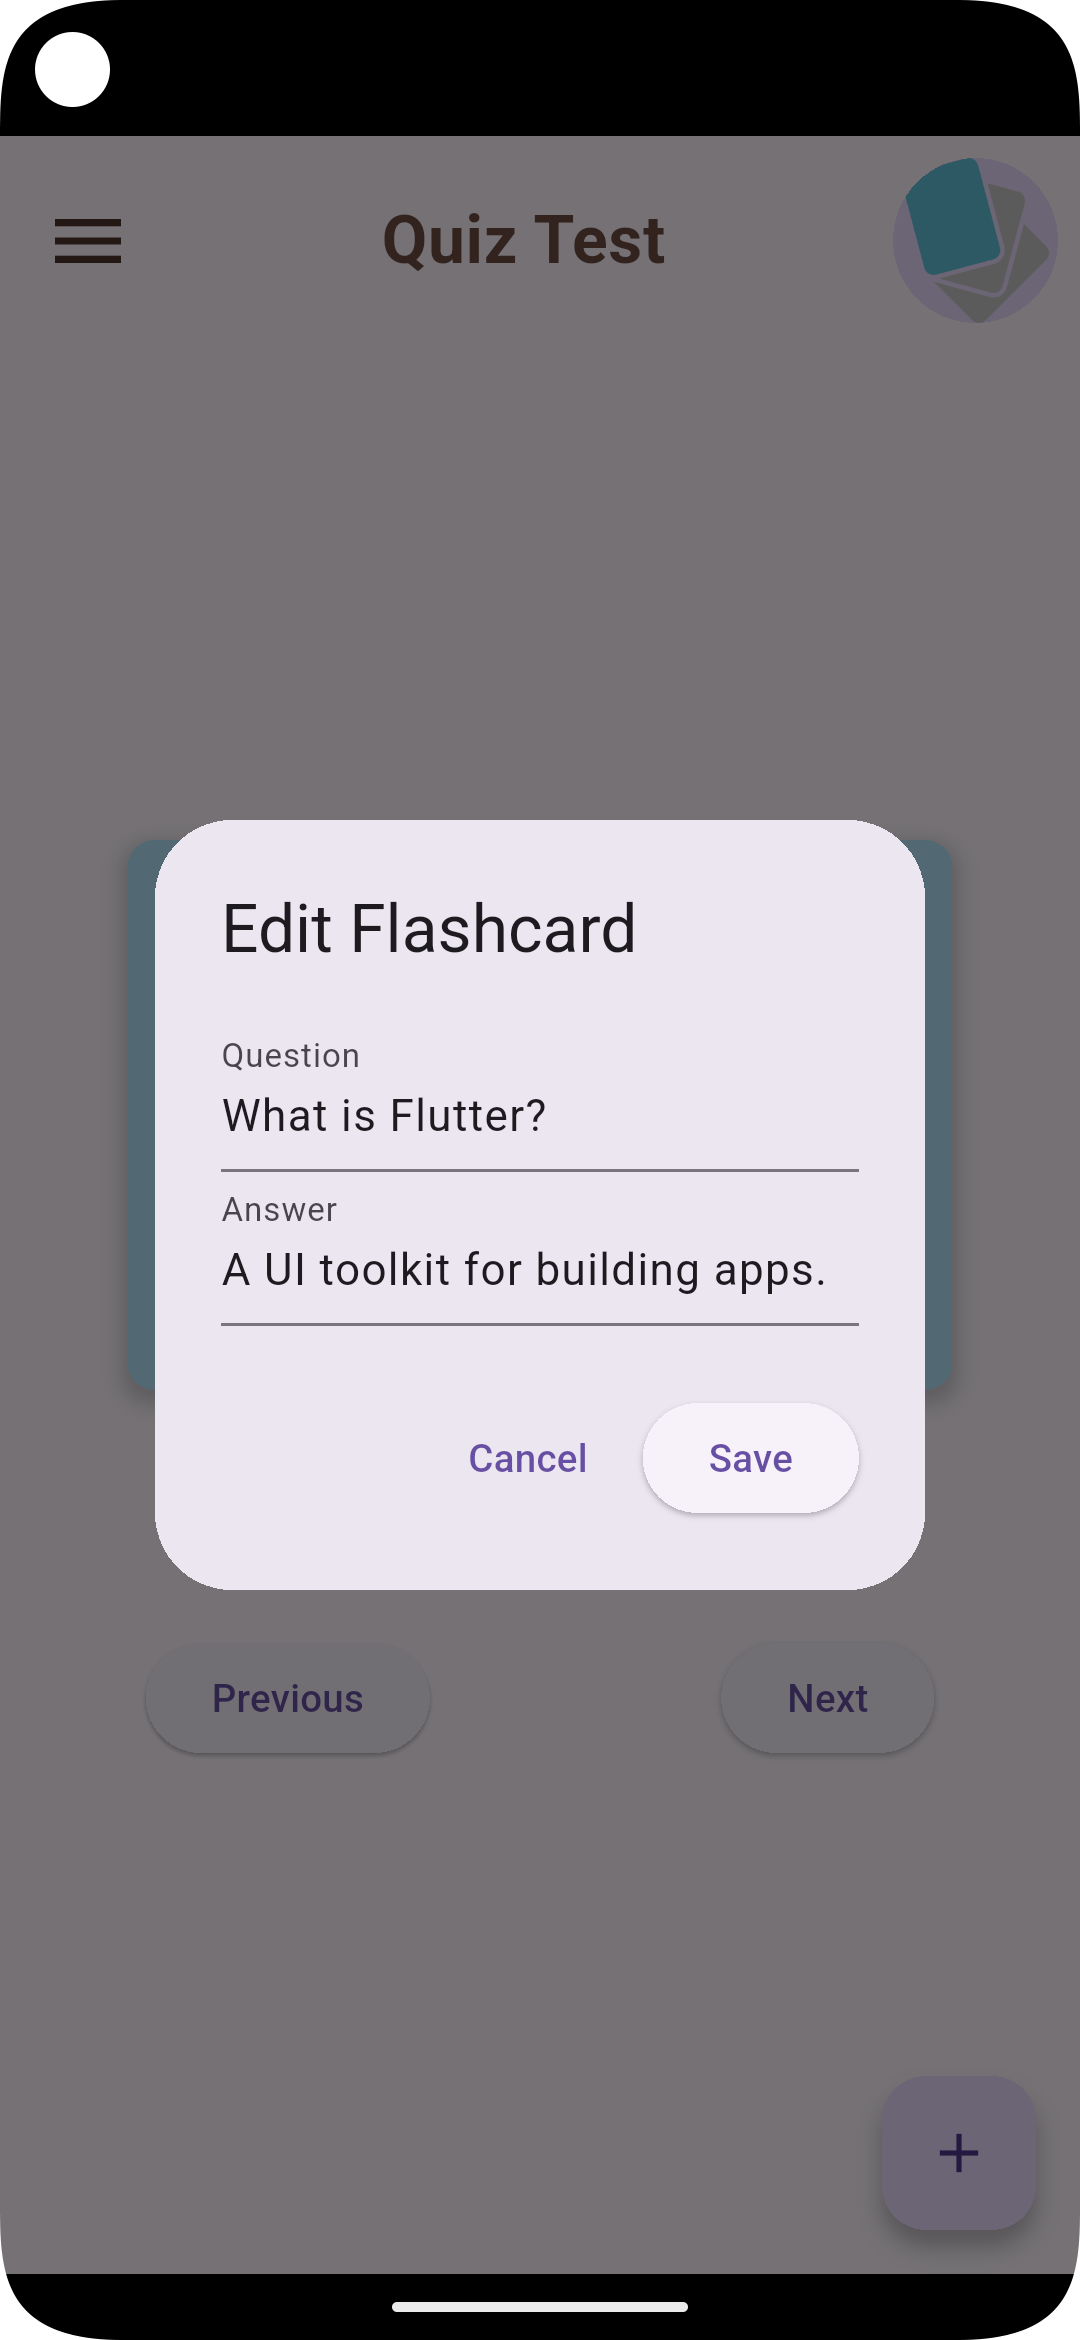 Quiz Test
Edit Flashcard
Question
What is Flutter?
Answer
A UI toolkit for building apps.
Cancel
Save
Previous
Next